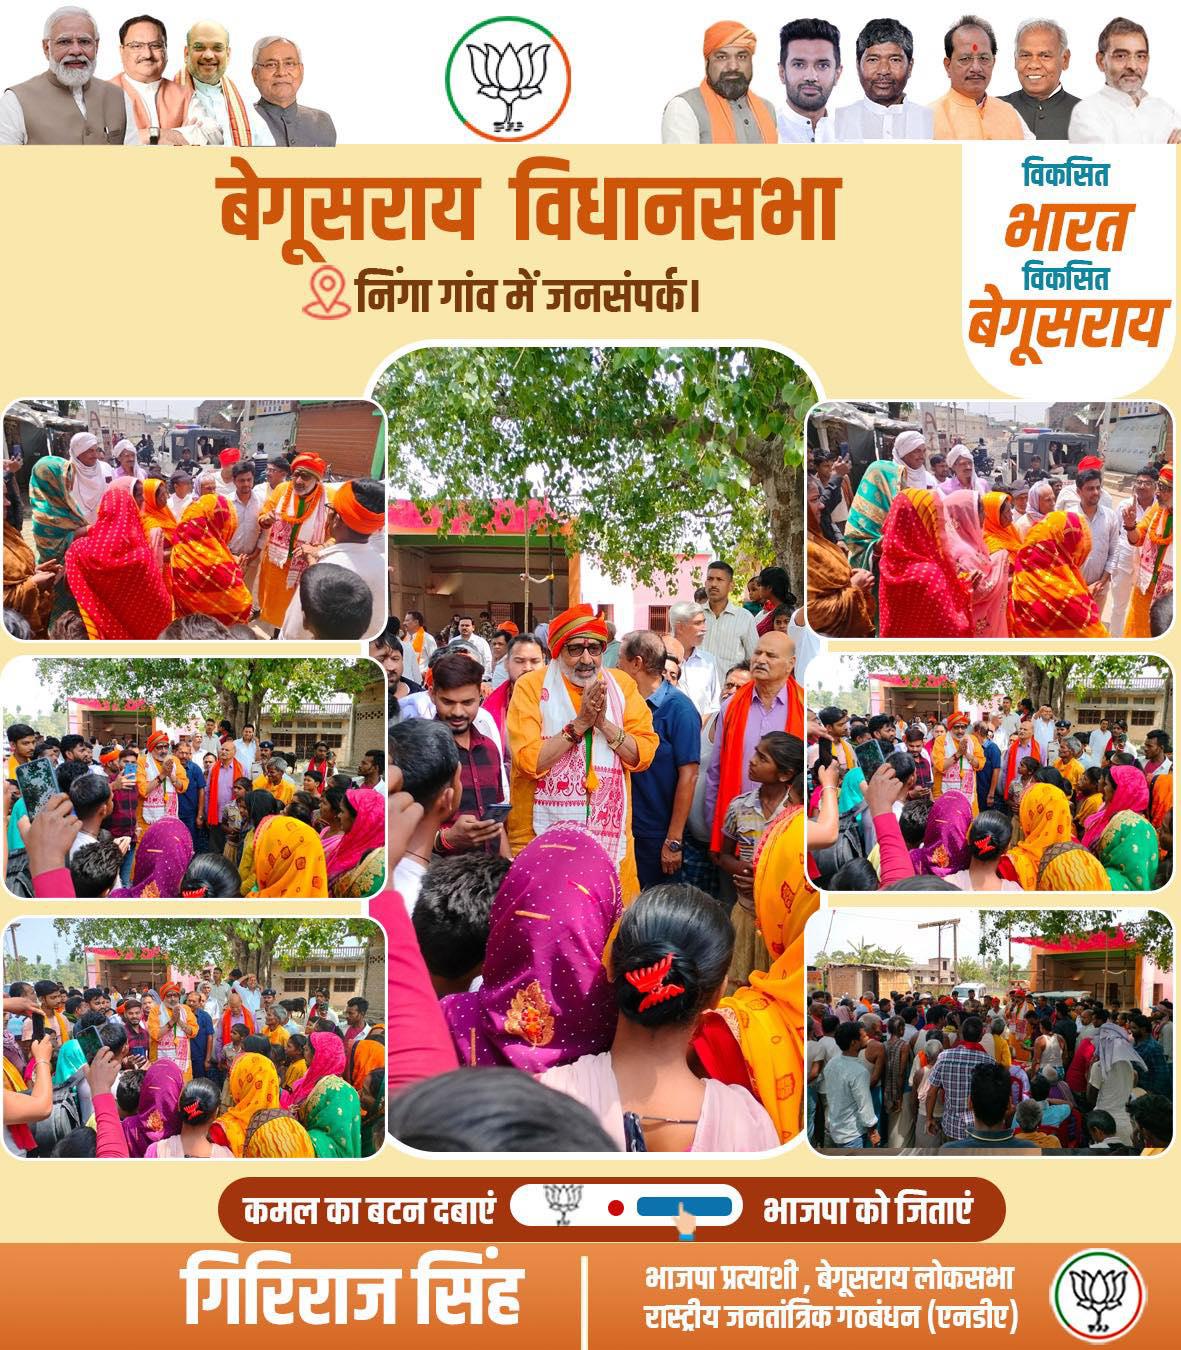 बेगूसराय विधानसभा
निंगा गांव में जनसंपर्क।
विकसित
भारत
विकसित
बेगूसराय
कमल का बटन दबाएं
भाजपा को जिताएं
गिरिराज सिंह
भाजपा प्रत्याशी , बेगूसराय लोकसभा
रास्ट्रीय जनतांत्रिक गठबंधन (एनडीए)